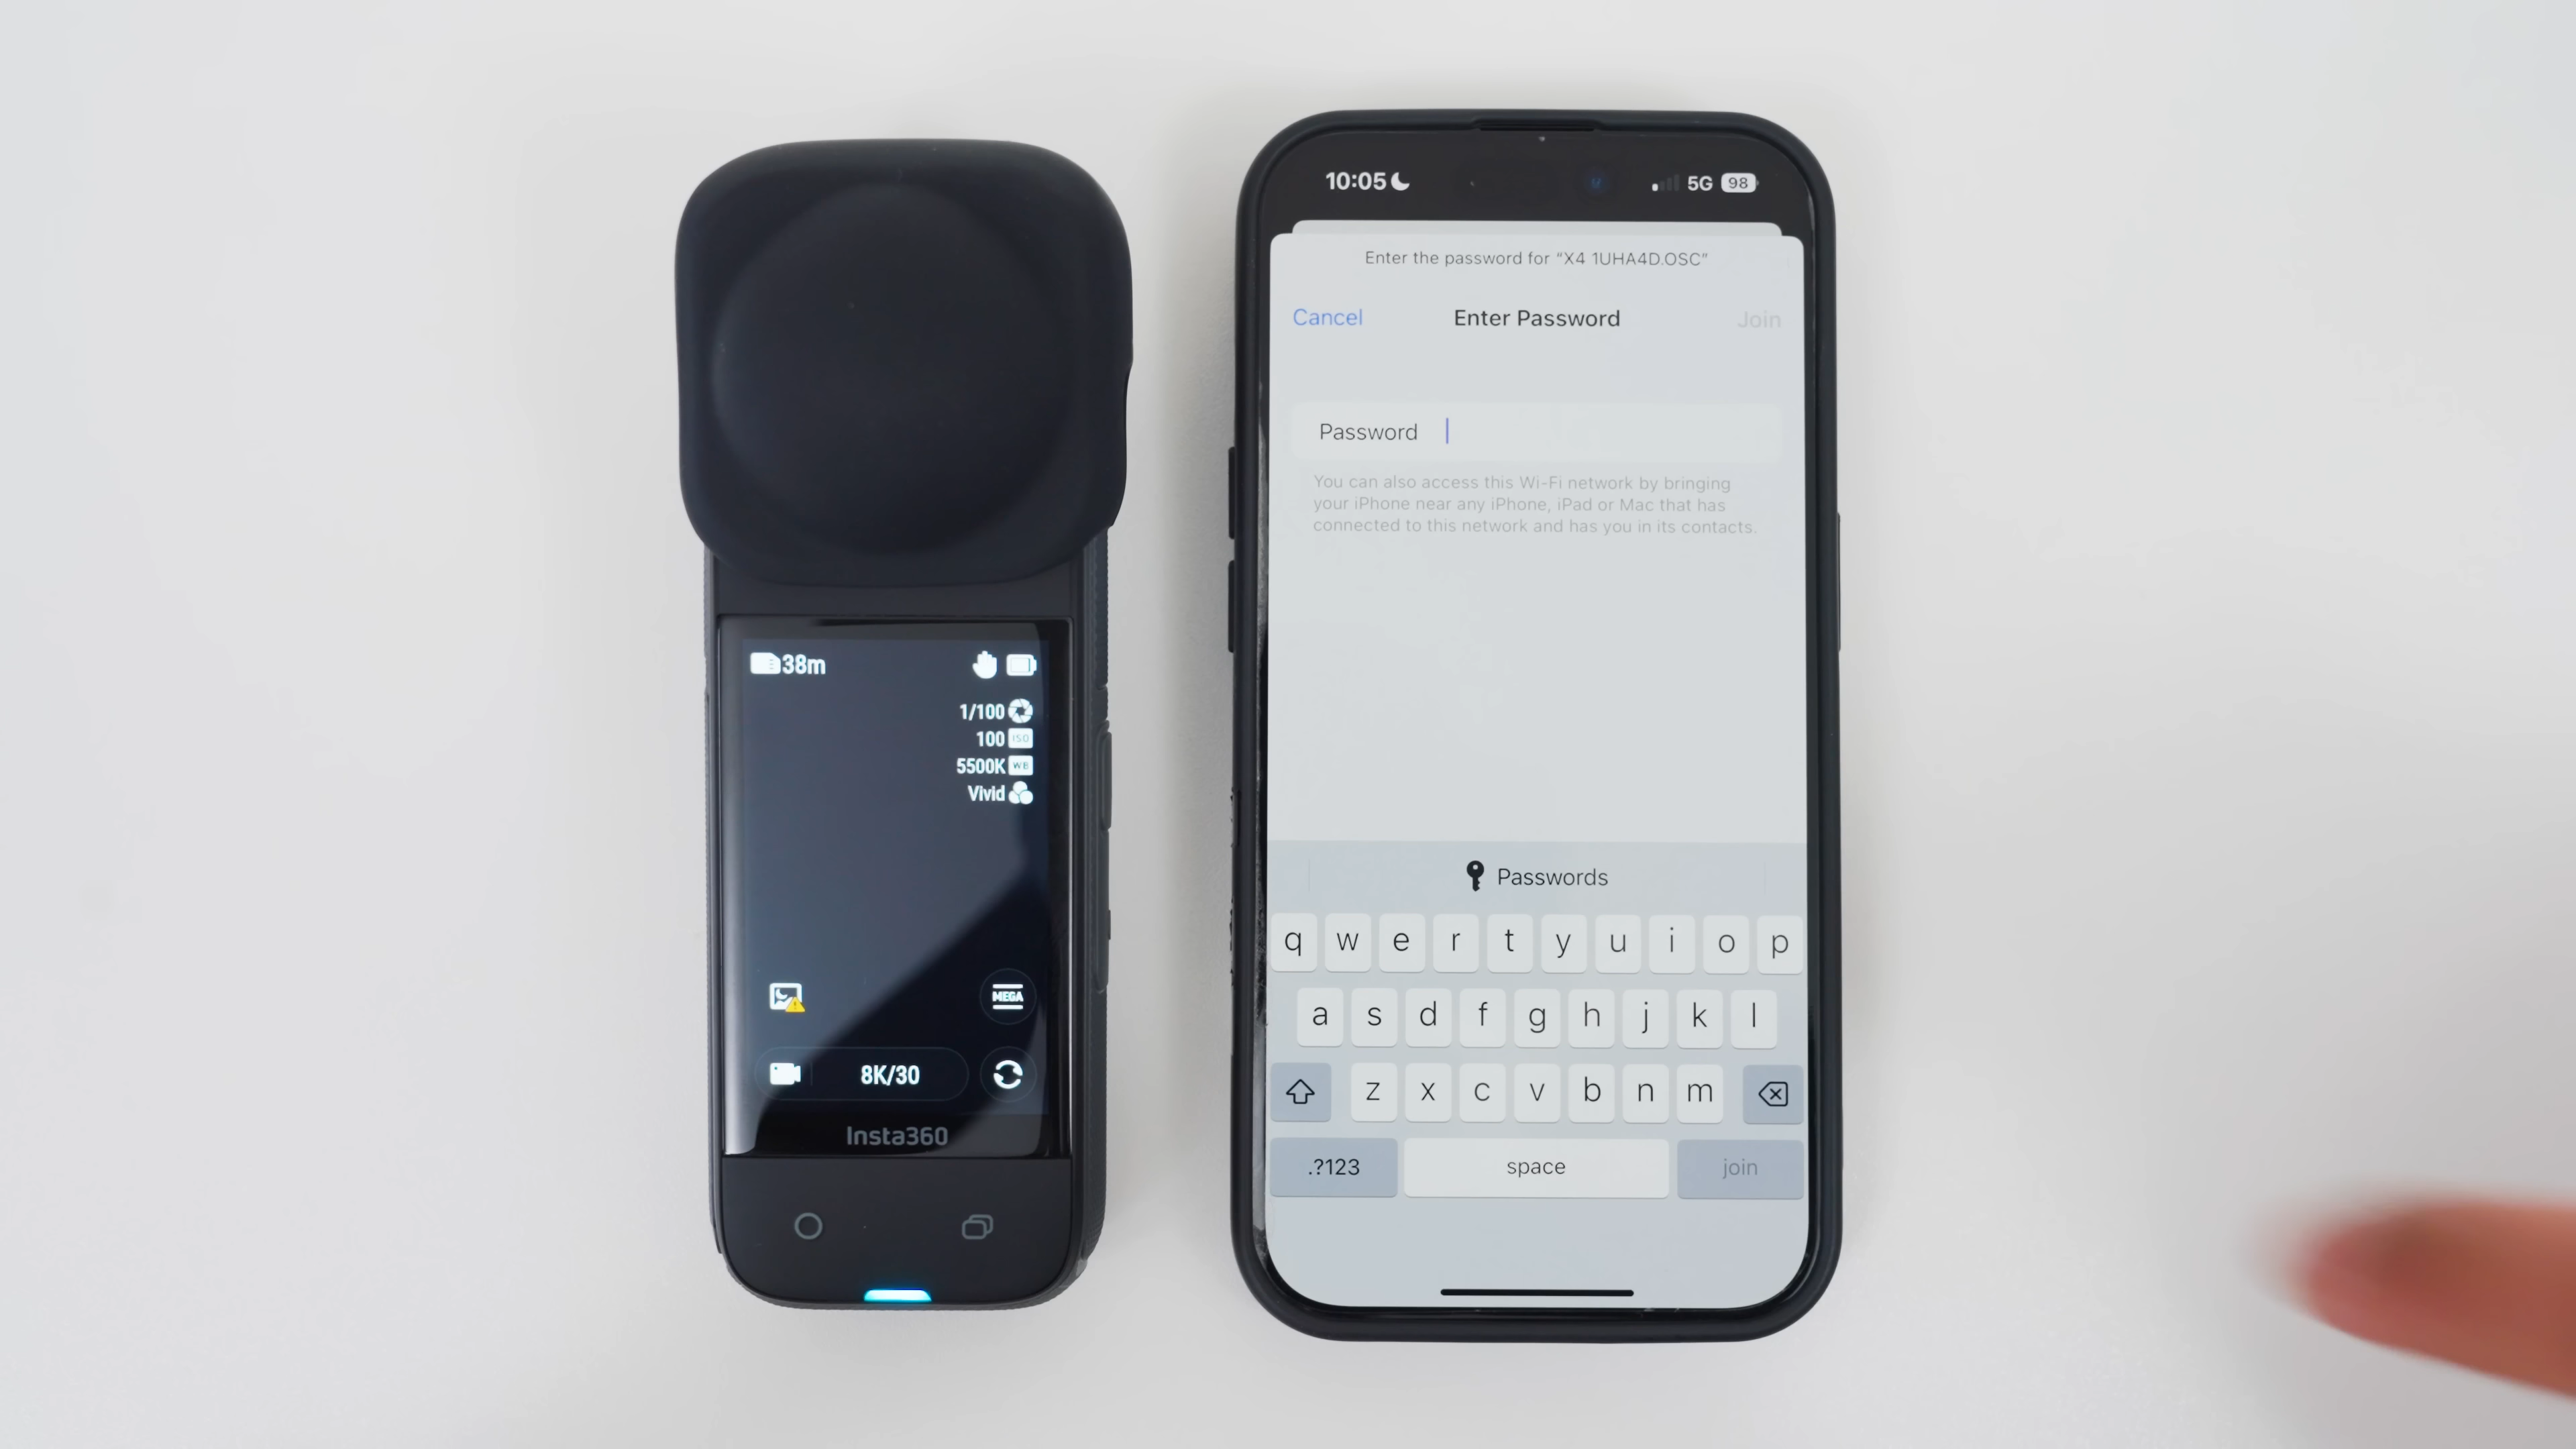 38m
1/100
100 ISO
5500K WB
Vivid
MEGA
8K/30
Insta360
10:05
5G 98
Enter the password for “X4 1UHA4D.OSC”
Cancel Enter Password Join
Password
You can also access this Wi-Fi network by bringing
your iPhone near any iPhone, iPad or Mac that has
connected to this network and has you in its contacts.
Passwords
q w e r t y u i o p
a s d f g h j k l
z x c v b n m
.?123 space join